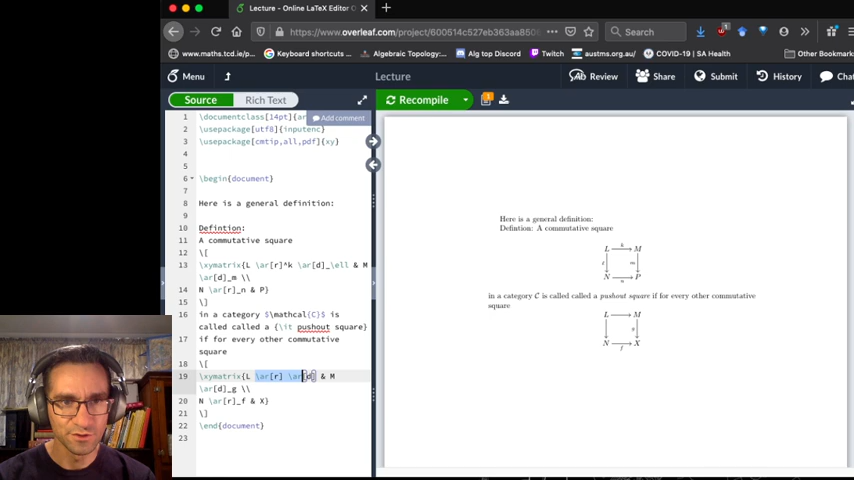 Lecture - Online LaTeX Editor O
https://www.overleaf.com/project/600514c527eb363aa8508
Search
www.maths.tcd.ie/pub/
Keyboard shortcuts ...
Algebraic Topology:...
Alg top Discord
Twitch
austms.org.au/
COVID-19 | SA Health
Other Bookmarks
Menu
Lecture
Review
Share
Submit
History
Chat
Source
Rich Text
Recompile
1 \documentclass[14pt]{ar
Add comment
2 \usepackage[utf8]{inputenc}
3 \usepackage[cmtip,all,pdf]{xy}
4
5
6 \begin{document}
7
8 Here is a general definition:
9
10 Defintion:
11 A commutative square
12 \[
13 \xymatrix{L \ar[r]^k \ar[d]_\ell & M
\ar[d]_m \\
14 N \ar[r]_n & P}
15 \]
16 in a category $\mathcal{C}$ is
called called a {\it pushout square}
17 if for every other commutative
square
18 \[
19 \xymatrix{L \ar[r] \ar[d] & M
\ar[d]_g \\
20 N \ar[r]_f & X}
21 \]
22 \end{document}
23
Here is a general definition:
Defintion: A commutative square
k
L M
ℓ m
N P
n
in a category C is called called a pushout square if for every other commutative
square
L M
g
N X
f